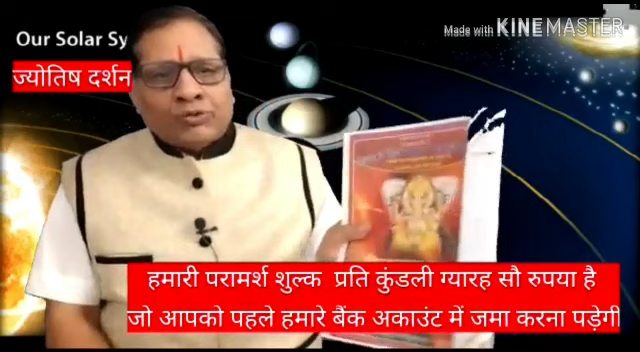 Made with KINEMASTER
Our Solar Sy
ज्योतिष दर्शन
हमारी परामर्श शुल्क प्रति कुंडली ग्यारह सौ रुपया है
जो आपको पहले हमारे बैंक अकाउंट में जमा करना पड़ेगी